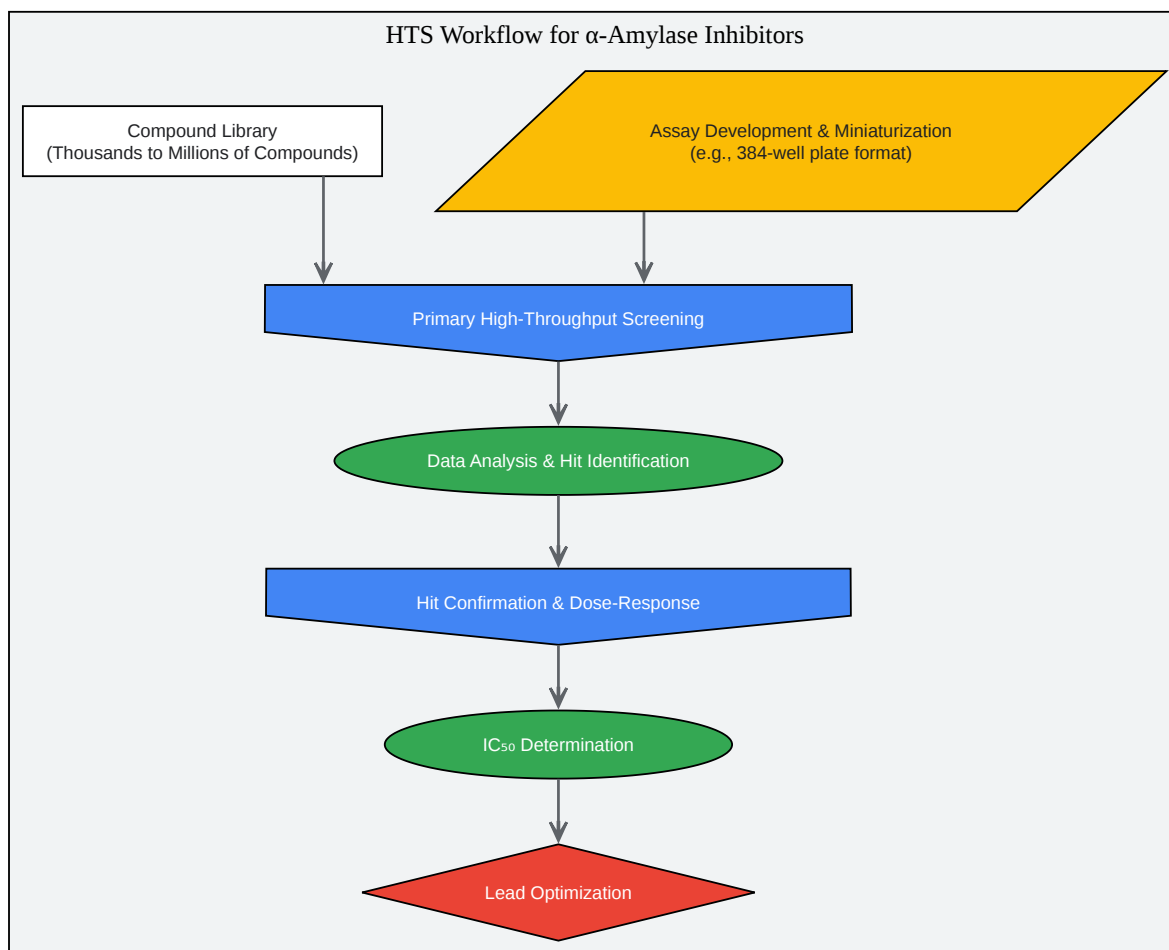 HTS Workflow for α-Amylase Inhibitors
Compound Library
(Thousands to Millions of Compounds)
Assay Development & Miniaturization
(e.g., 384-well plate format)
Primary High-Throughput Screening
Data Analysis & Hit Identification
Hit Confirmation & Dose-Response
IC₅₀ Determination
Lead Optimization